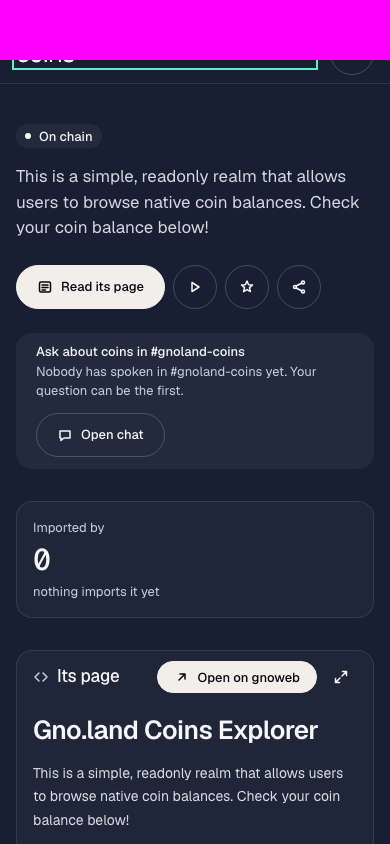 On chain
This is a simple, readonly realm that allows
users to browse native coin balances. Check
your coin balance below!
Read its page
Ask about coins in #gnoland-coins
Nobody has spoken in #gnoland-coins yet. Your
question can be the first.
Open chat
Imported by
0
nothing imports it yet
Its page
Open on gnoweb
Gno.land Coins Explorer
This is a simple, readonly realm that allows users
to browse native coin balances. Check your coin
balance below!